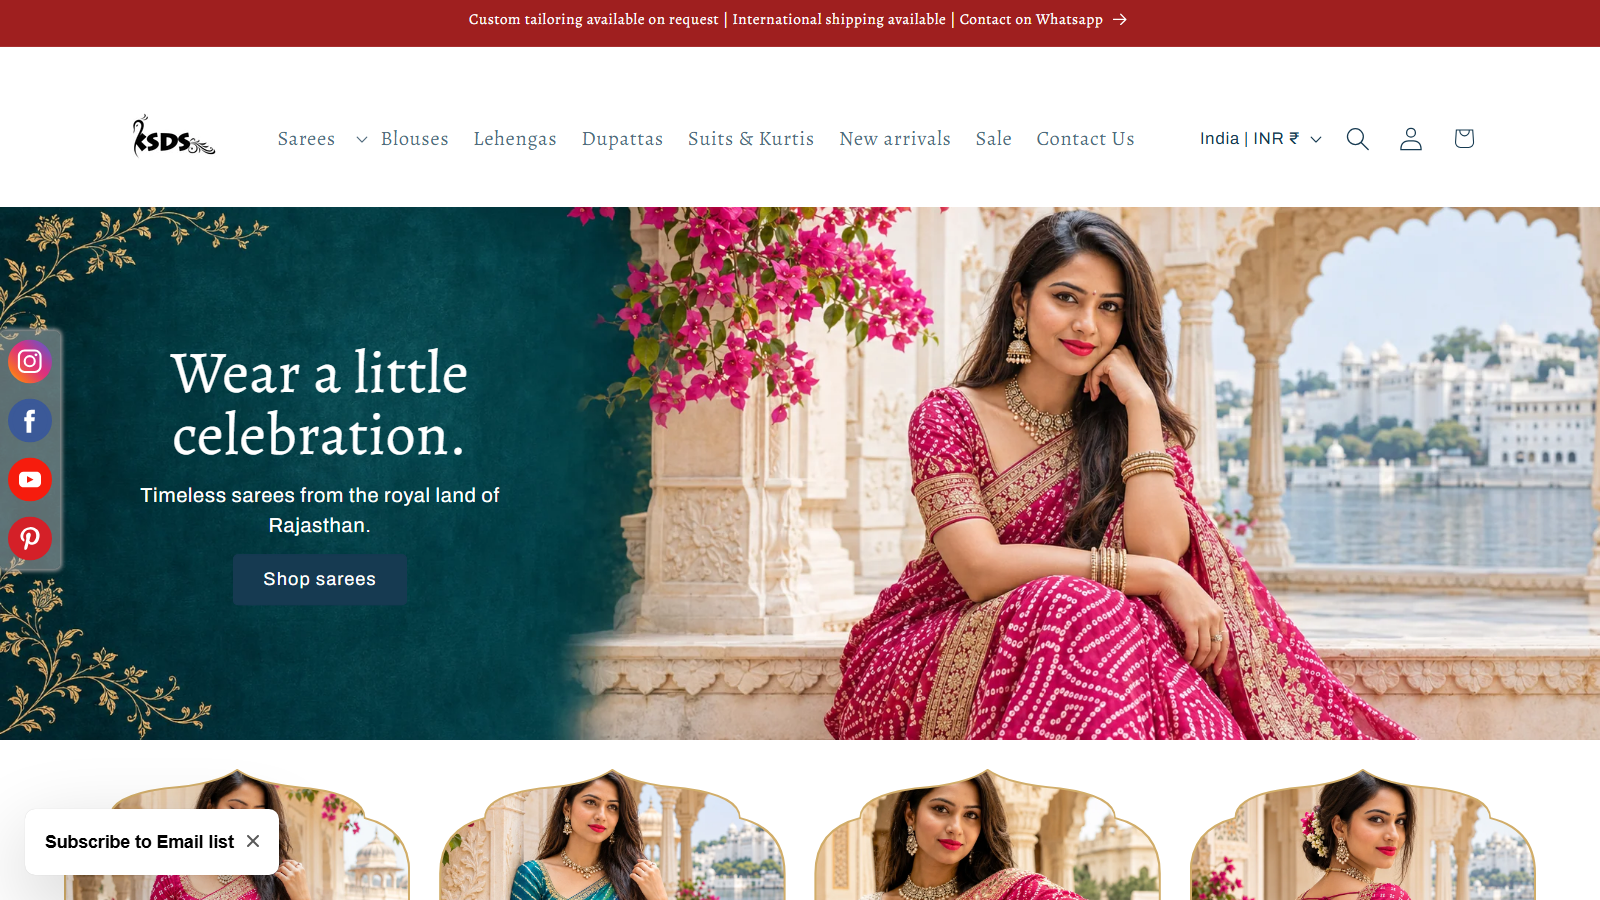 Custom tailoring available on request | International shipping available | Contact on Whatsapp
KSDS
Sarees
Blouses
Lehengas
Dupattas
Suits & Kurtis
New arrivals
Sale
Contact Us
India | INR ₹
Wear a little
celebration.
Timeless sarees from the royal land of
Rajasthan.
Shop sarees
Subscribe to Email list